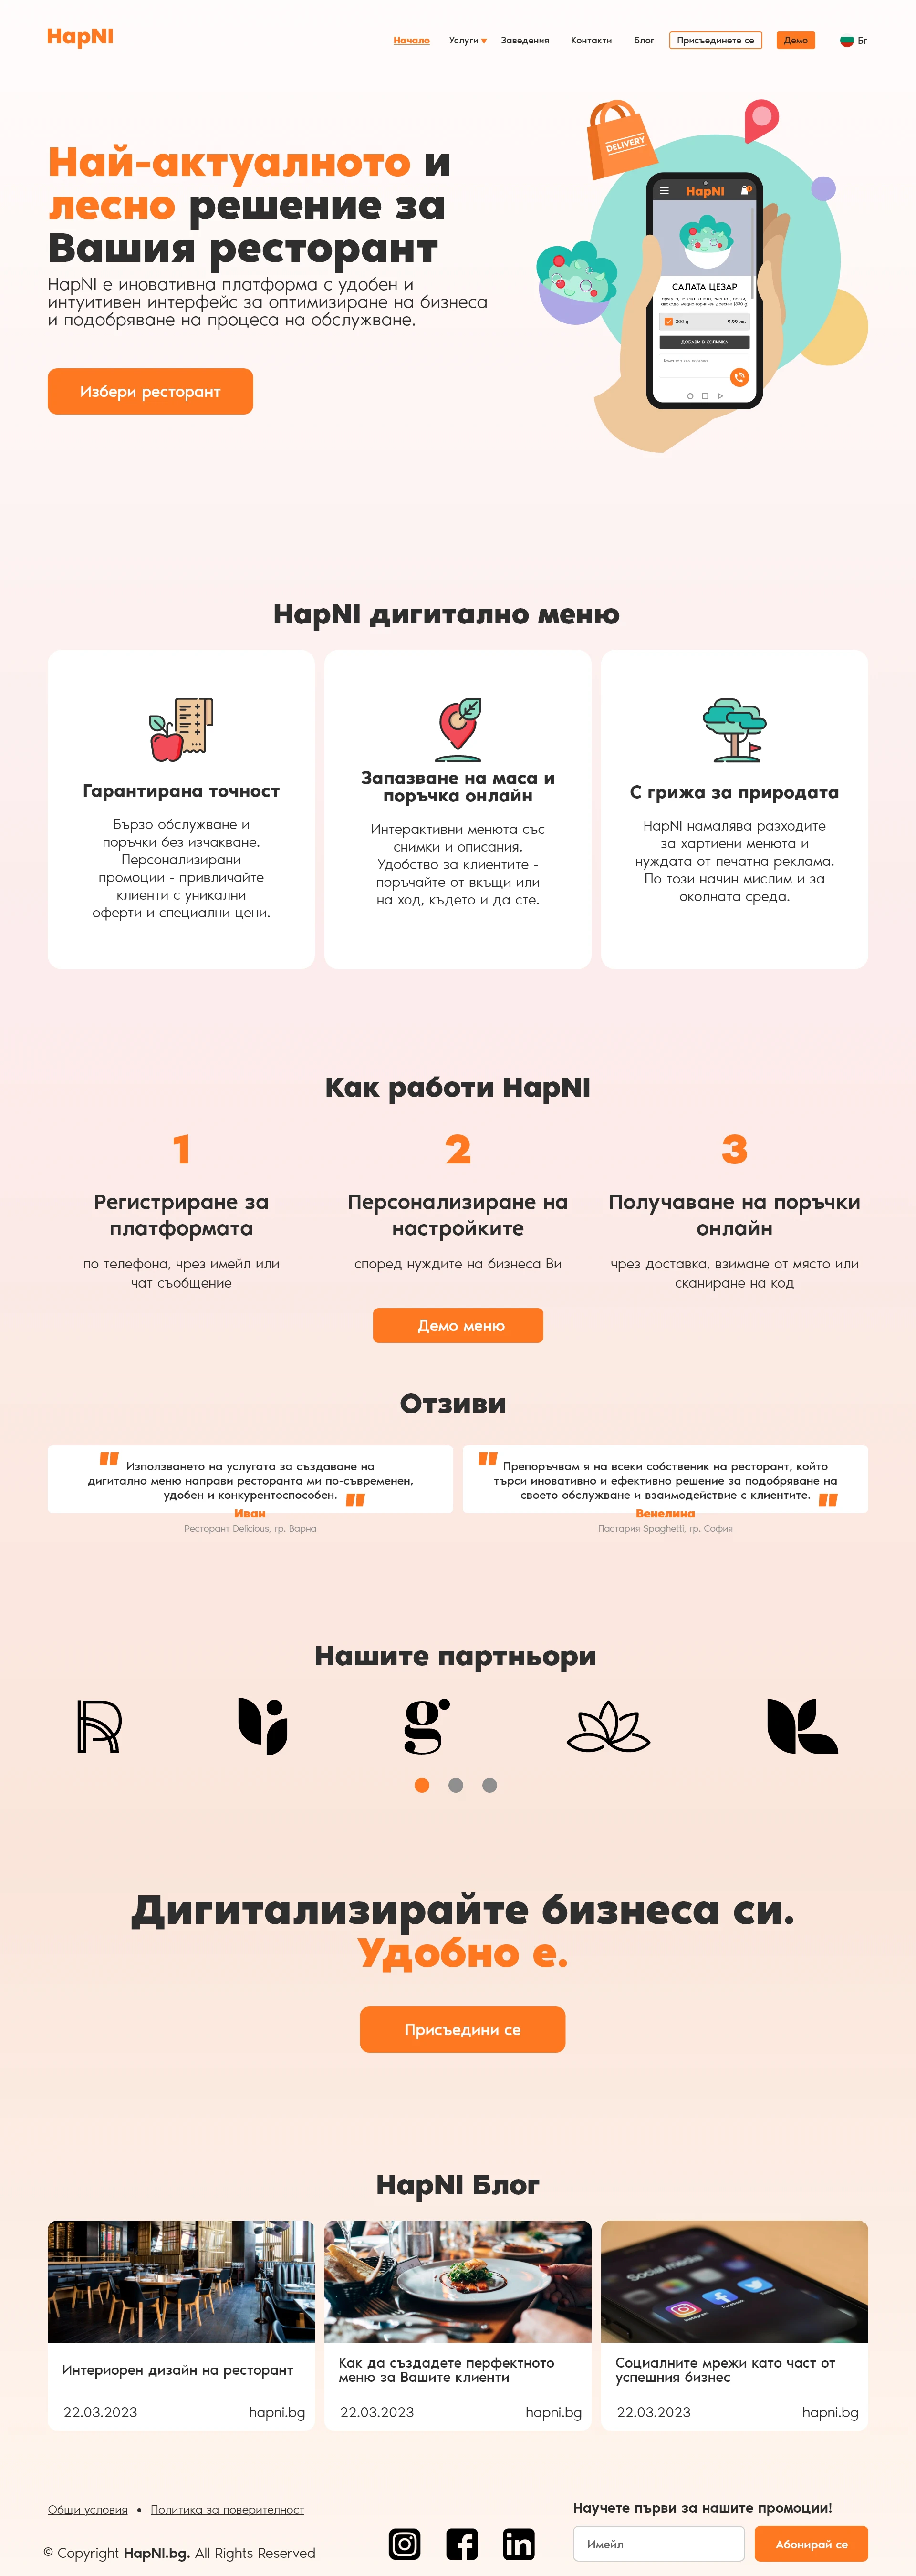 HapNI
Начало Услуги Заведения Контакти Блог Присъединете се Демо Бг
Най-актуалното и
лесно решение за
Вашия ресторант
HapNI е иновативна платформа с удобен и
интуитивен интерфейс за оптимизиране на бизнеса
и подобряване на процеса на обслужване.
Избери ресторант
DELIVERY
HapNI
САЛАТА ЦЕЗАР
300 g 9.99 лв.
ДОБАВИ В КОЛИЧКА
HapNI дигитално меню
Гарантирана точност
Бързо обслужване и
поръчки без изчакване.
Персонализирани
промоции - привличайте
клиенти с уникални
оферти и специални цени.
Запазване на маса и
поръчка онлайн
Интерактивни менюта със
снимки и описания.
Удобство за клиентите -
поръчайте от вкъщи или
на ход, където и да сте.
С грижа за природата
HapNI намалява разходите
за хартиени менюта и
нуждата от печатна реклама.
По този начин мислим и за
околната среда.
Как работи HapNI
1
Регистриране за
платформата
по телефона, чрез имейл или
чат съобщение
2
Персонализиране на
настройките
според нуждите на бизнеса Ви
3
Получаване на поръчки
онлайн
чрез доставка, взимане от място или
сканиране на код
Демо меню
Отзиви
Използването на услугата за създаване на
дигитално меню направи ресторанта ми по-съвременен,
удобен и конкурентоспособен.
Иван
Ресторант Delicious, гр. Варна
Препоръчвам я на всеки собственик на ресторант, който
търси иновативно и ефективно решение за подобряване на
своето обслужване и взаимодействие с клиентите.
Венелина
Пастария Spaghetti, гр. София
Нашите партньори
Дигитализирайте бизнеса си.
Удобно е.
Присъедини се
HapNI Блог
Интериорен дизайн на ресторант
22.03.2023 hapni.bg
Как да създадете перфектното
меню за Вашите клиенти
22.03.2023 hapni.bg
Социалните мрежи като част от
успешния бизнес
22.03.2023 hapni.bg
Общи условия • Политика за поверителност
© Copyright HapNI.bg. All Rights Reserved
Научете първи за нашите промоции!
Имейл
Абонирай се